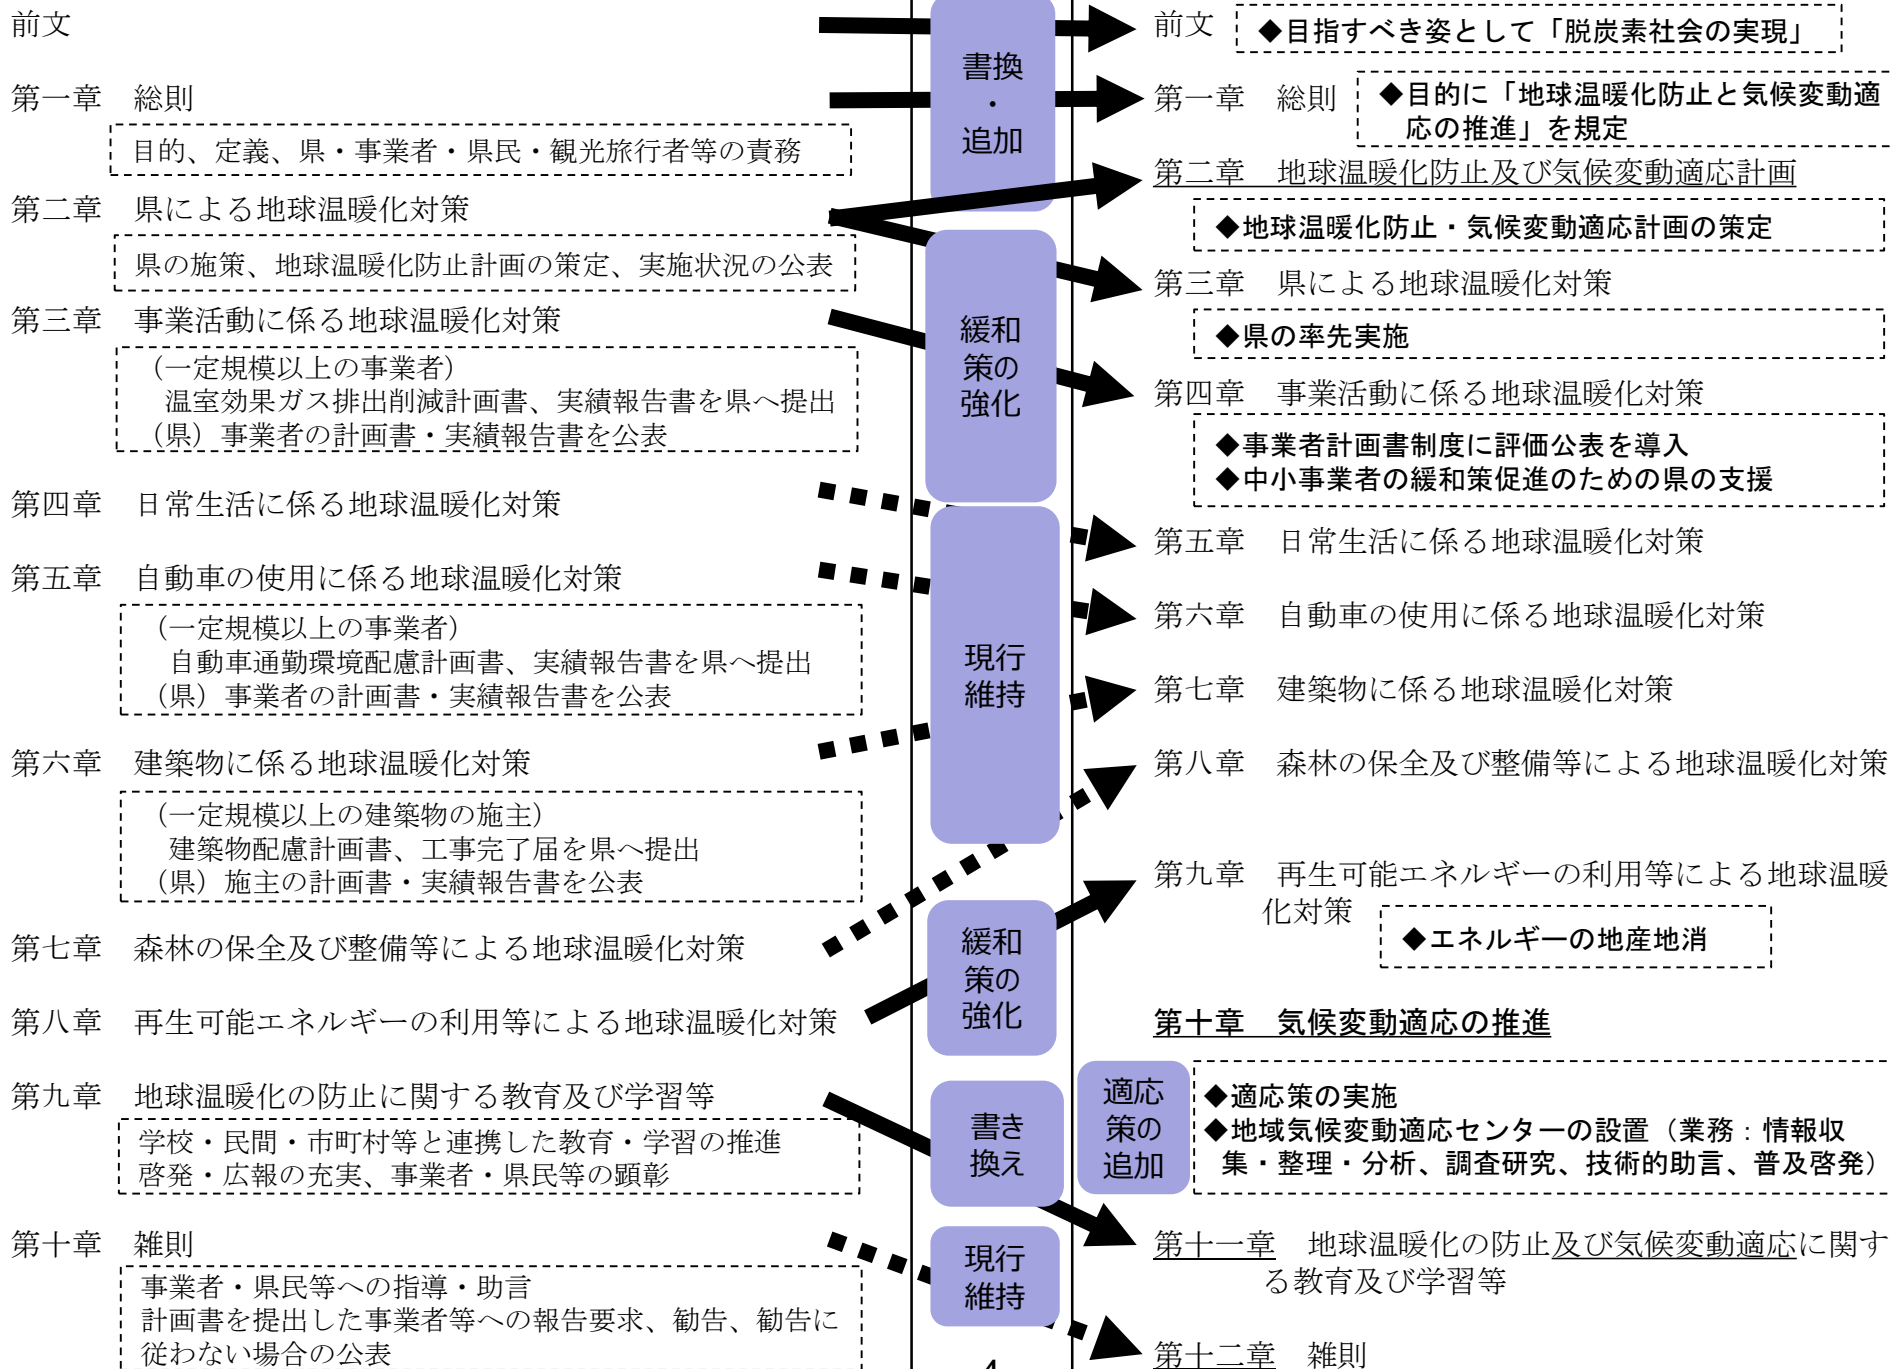 前文
第一章　総則
目的、定義、県・事業者・県民・観光旅行者等の責務
第二章　県による地球温暖化対策
県の施策、地球温暖化防止計画の策定、実施状況の公表
第三章　事業活動に係る地球温暖化対策
（一定規模以上の事業者）
温室効果ガス排出削減計画書、実績報告書を県へ提出
（県）事業者の計画書・実績報告書を公表
第四章　日常生活に係る地球温暖化対策
第五章　自動車の使用に係る地球温暖化対策
（一定規模以上の事業者）
自動車通勤環境配慮計画書、実績報告書を県へ提出
（県）事業者の計画書・実績報告書を公表
第六章　建築物に係る地球温暖化対策
（一定規模以上の建築物の施主）
建築物配慮計画書、工事完了届を県へ提出
（県）施主の計画書・実績報告書を公表
第七章　森林の保全及び整備等による地球温暖化対策
第八章　再生可能エネルギーの利用等による地球温暖化対策
第九章　地球温暖化の防止に関する教育及び学習等
学校・民間・市町村等と連携した教育・学習の推進
啓発・広報の充実、事業者・県民等の顕彰
第十章　雑則
事業者・県民等への指導・助言
計画書を提出した事業者等への報告要求、勧告、勧告に
従わない場合の公表
書換
・
追加
緩和
策の
強化
現行
維持
緩和
策の
強化
書き
換え
現行
維持
4
前文
◆目指すべき姿として「脱炭素社会の実現」
第一章　総則
◆目的に「地球温暖化防止と気候変動適
応の推進」を規定
第二章　地球温暖化防止及び気候変動適応計画
◆地球温暖化防止・気候変動適応計画の策定
第三章　県による地球温暖化対策
◆県の率先実施
第四章　事業活動に係る地球温暖化対策
◆事業者計画書制度に評価公表を導入
◆中小事業者の緩和策促進のための県の支援
第五章　日常生活に係る地球温暖化対策
第六章　自動車の使用に係る地球温暖化対策
第七章　建築物に係る地球温暖化対策
第八章　森林の保全及び整備等による地球温暖化対策
第九章　再生可能エネルギーの利用等による地球温暖
化対策
◆エネルギーの地産地消
第十章　気候変動適応の推進
適応
策の
追加
◆適応策の実施
◆地域気候変動適応センターの設置（業務：情報収
集・整理・分析、調査研究、技術的助言、普及啓発）
第十一章　地球温暖化の防止及び気候変動適応に関す
る教育及び学習等
第十二章　雑則